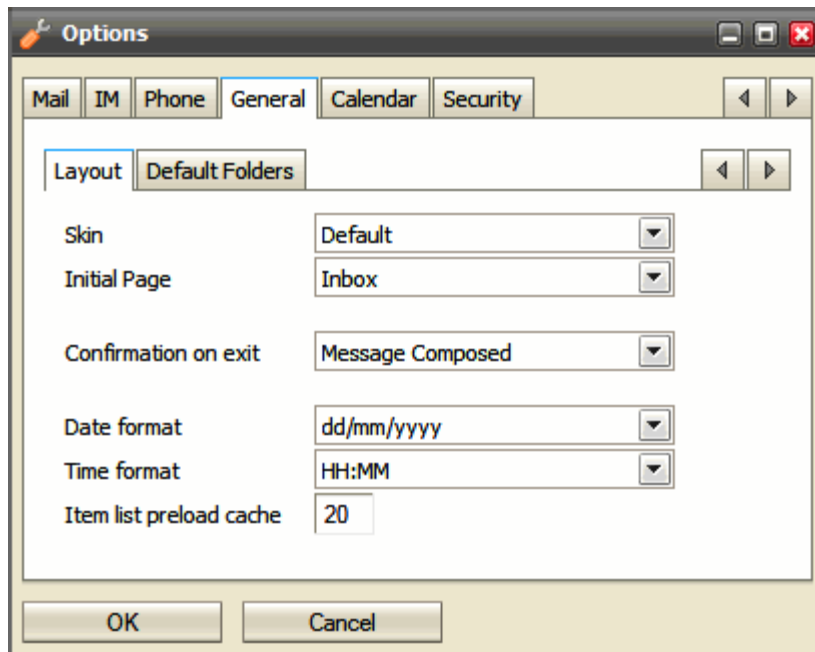 Options
Mail IM Phone General Calendar Security
Layout Default Folders
Skin Default
Initial Page Inbox
Confirmation on exit Message Composed
Date format dd/mm/yyyy
Time format HH:MM
Item list preload cache 20
OK Cancel